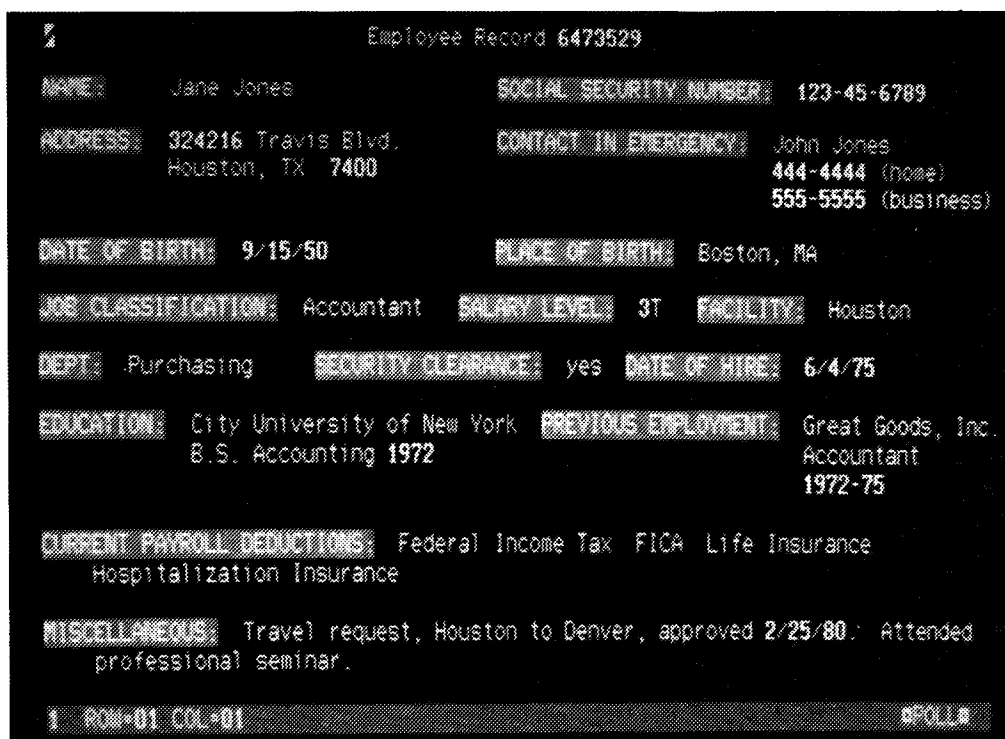 Employee Record 6473529
NAME: Jane Jones SOCIAL SECURITY NUMBER: 123-45-6789
ADDRESS: 324216 Travis Blvd. CONTACT IN EMERGENCY: John Jones
Houston, TX 7400 444-4444 (home)
555-5555 (business)
DATE OF BIRTH: 9/15/50 PLACE OF BIRTH: Boston, MA
JOB CLASSIFICATION: Accountant SALARY LEVEL: 3T FACILITY: Houston
DEPT: Purchasing SECURITY CLEARANCE: yes DATE OF HIRE: 6/4/75
EDUCATION: City University of New York PREVIOUS EMPLOYMENT: Great Goods, Inc.
B.S. Accounting 1972 Accountant
1972-75
CURRENT PAYROLL DEDUCTIONS: Federal Income Tax FICA Life Insurance
Hospitalization Insurance
MISCELLANEOUS: Travel request, Houston to Denver, approved 2/25/80. Attended
professional seminar.
1 ROW=01 COL=01 POLL